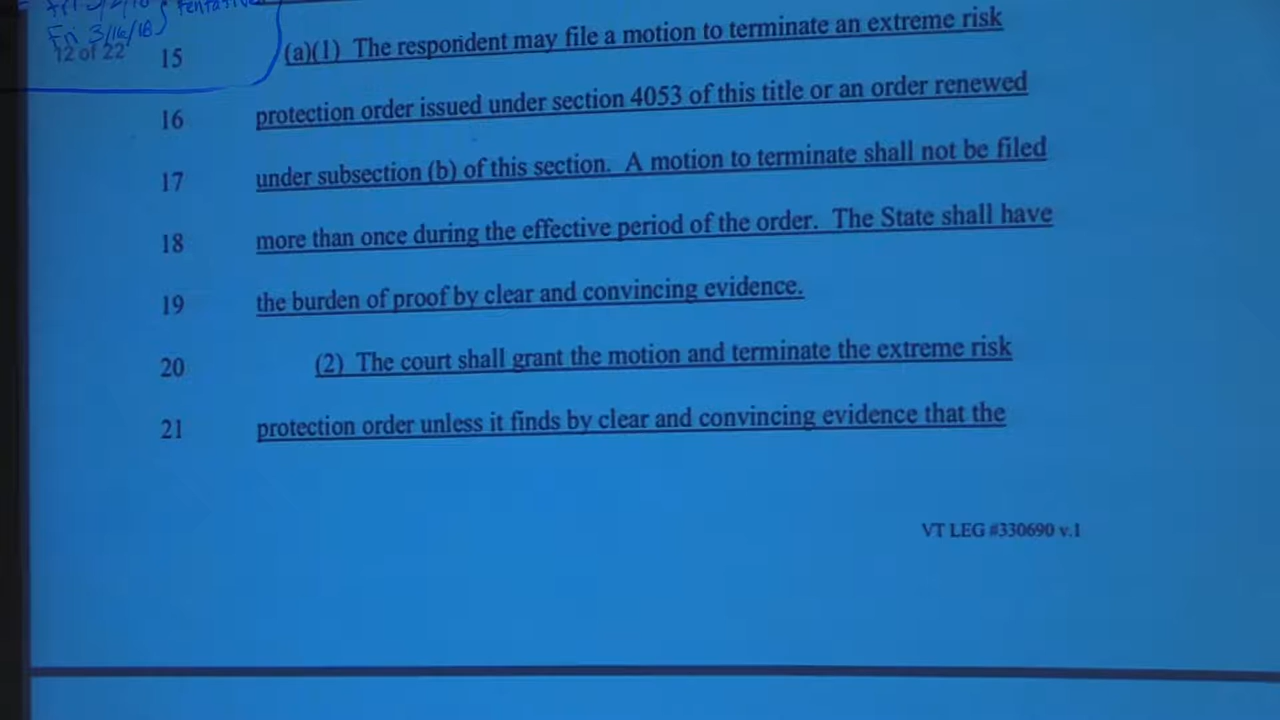 Tentative
Fri 3/16/18
12 of 22
15 (a)(1) The respondent may file a motion to terminate an extreme risk
16 protection order issued under section 4053 of this title or an order renewed
17 under subsection (b) of this section. A motion to terminate shall not be filed
18 more than once during the effective period of the order. The State shall have
19 the burden of proof by clear and convincing evidence.
20 (2) The court shall grant the motion and terminate the extreme risk
21 protection order unless it finds by clear and convincing evidence that the
VT LEG #330690 v.1